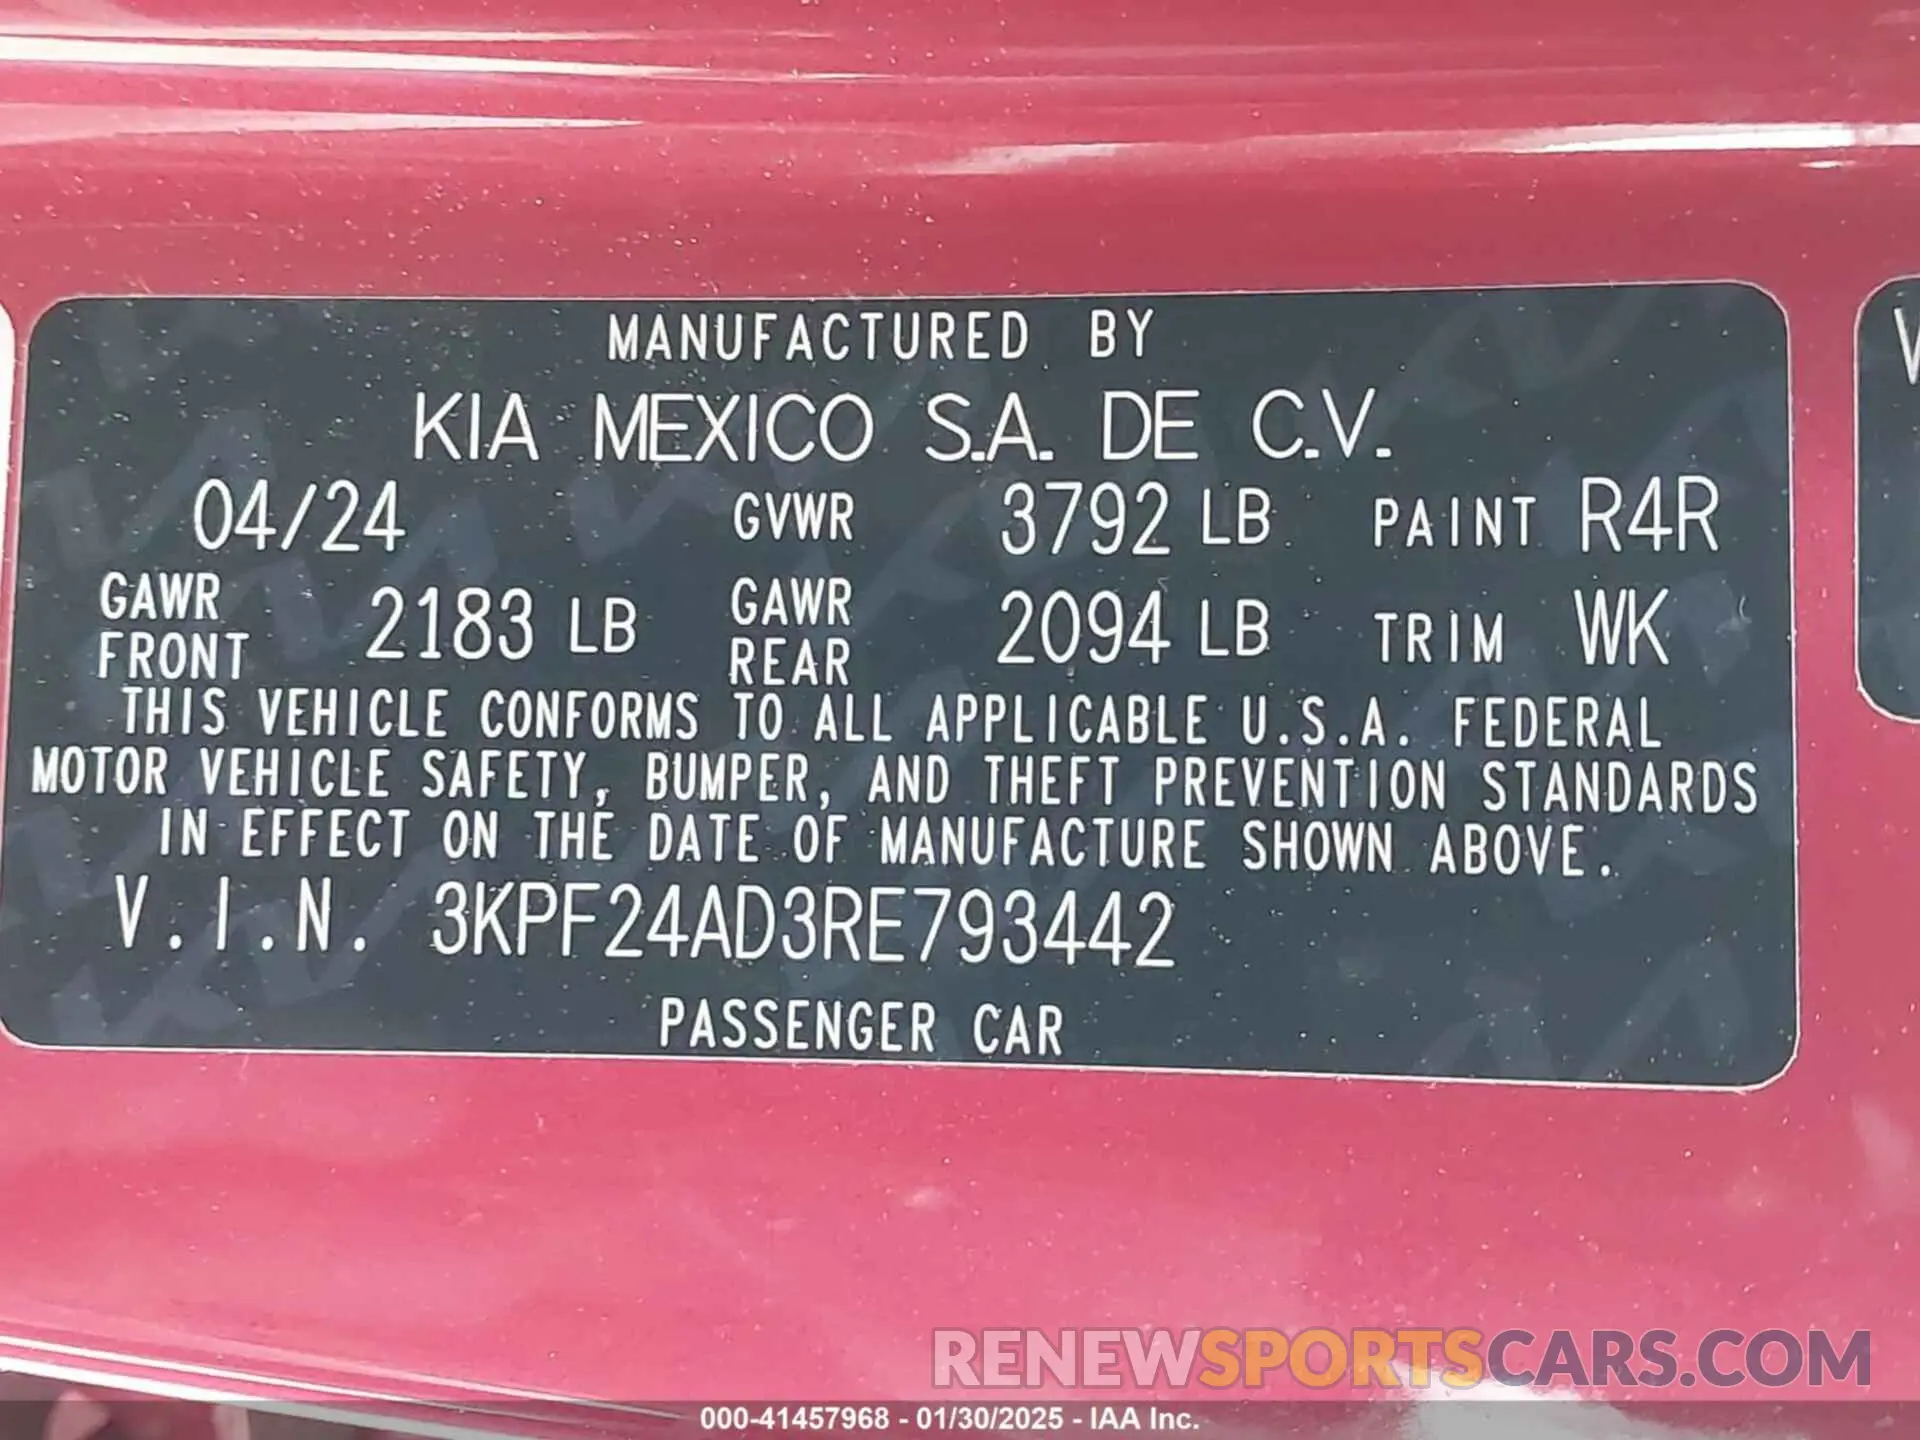 MANUFACTURED BY
KIA MEXICO S.A. DE C.V.
04/24 GVWR 3792 LB PAINT R4R
GAWR FRONT 2183 LB GAWR REAR 2094 LB TRIM WK
THIS VEHICLE CONFORMS TO ALL APPLICABLE U.S.A. FEDERAL
MOTOR VEHICLE SAFETY, BUMPER, AND THEFT PREVENTION STANDARDS
IN EFFECT ON THE DATE OF MANUFACTURE SHOWN ABOVE.
V.I.N. 3KPF24AD3RE793442
PASSENGER CAR
RENEWSPORTSCARS.COM
000-41457968 - 01/30/2025 - IAA Inc.